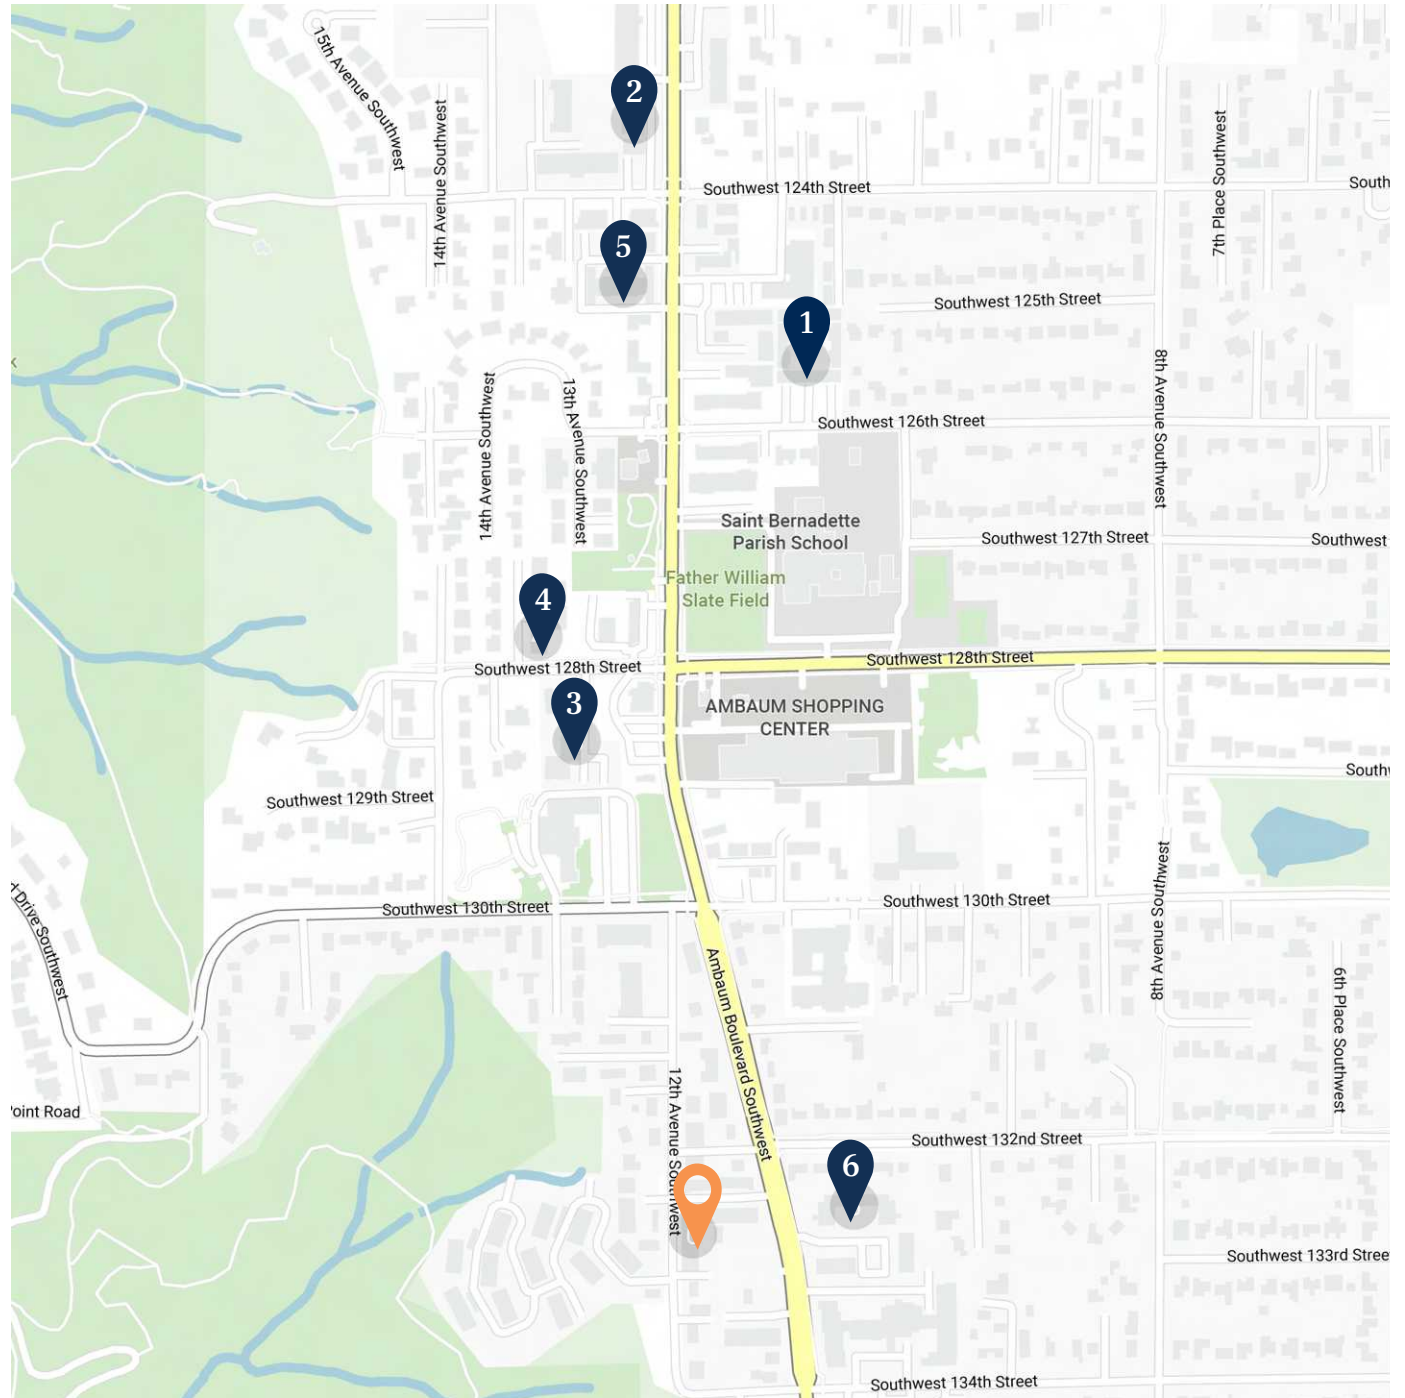 15th Avenue Southwest
2
14th Avenue Southwest
7th Place Southwest
Southwest 124th Street
South
5
Southwest 125th Street
1
8th Avenue Southwest
14th Avenue Southwest
13th Avenue Southwest
Southwest 126th Street
Saint Bernadette
Parish School
Southwest 127th Street
Southwest
Father William
Slate Field
4
Southwest 128th Street
Southwest 128th Street
3
AMBAUM SHOPPING
CENTER
South
Southwest 129th Street
8th Avenue Southwest
Southwest 130th Street
Southwest 130th Street
t Drive Southwest
Ambaum Boulevard Southwest
6th Place Southwest
12th Avenue Southwest
Point Road
Southwest 132nd Street
6
Southwest 133rd Stree
Southwest 134th Street